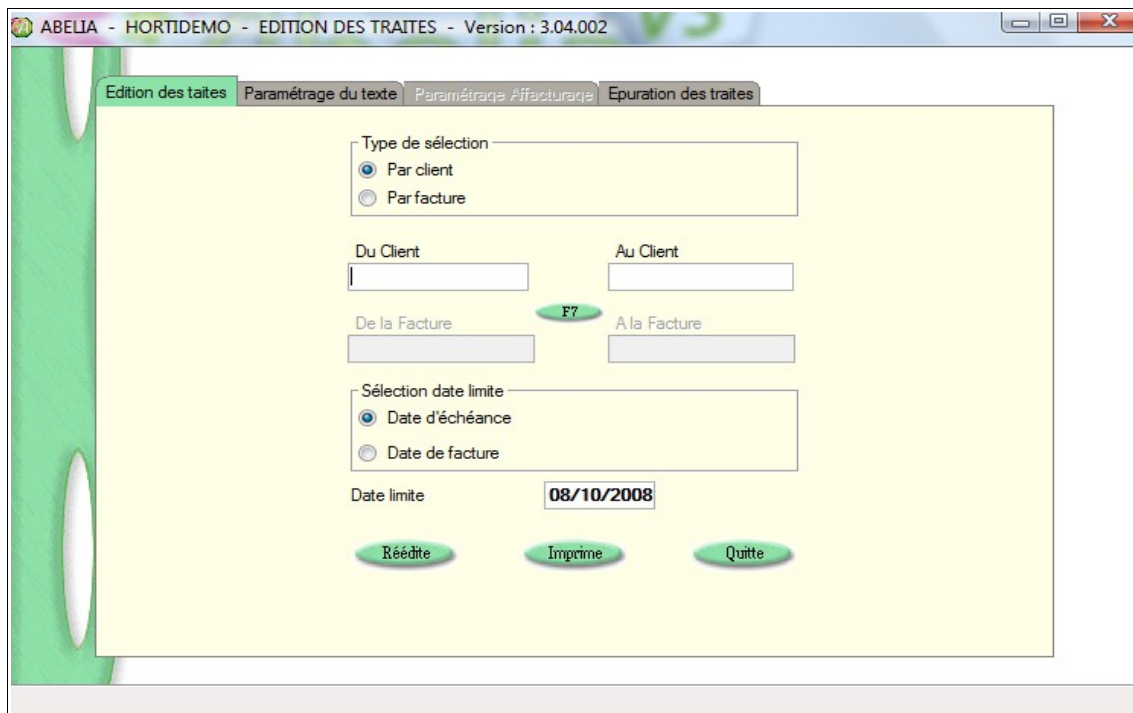 ABELIA - HORTIDEMO - EDITION DES TRAITES - Version : 3.04.002
Edition des taites Paramétrage du texte Paramétrage Affacturage Epuration des traites
Type de sélection
Par client
Par facture
Du Client Au Client
F7
De la Facture A la Facture
Sélection date limite
Date d'échéance
Date de facture
Date limite 08/10/2008
Réédite Imprime Quitte